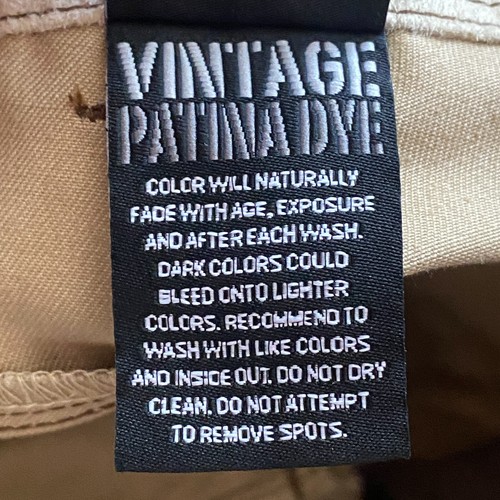 VINTAGE
PATINA DYE
COLOR WILL NATURALLY
FADE WITH AGE, EXPOSURE
AND AFTER EACH WASH.
DARK COLORS COULD
BLEED ONTO LIGHTER
COLORS. RECOMMEND TO
WASH WITH LIKE COLORS
AND INSIDE OUT. DO NOT DRY
CLEAN. DO NOT ATTEMPT
TO REMOVE SPOTS.